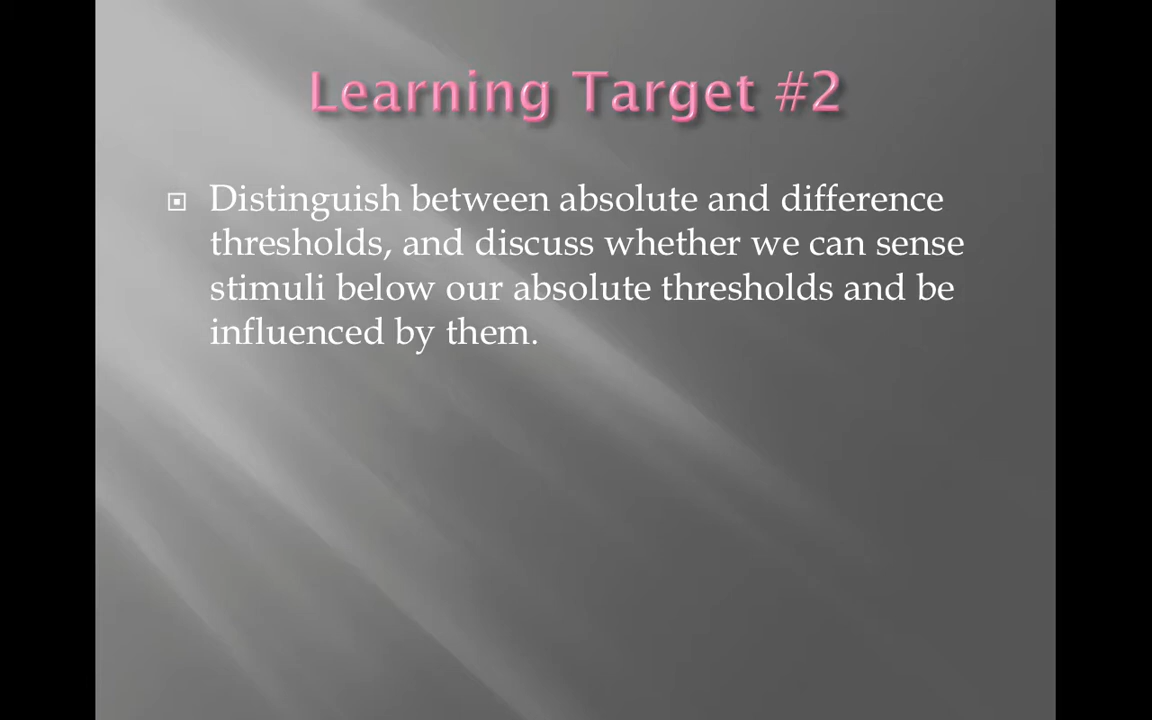 Learning Target #2
Distinguish between absolute and difference
thresholds, and discuss whether we can sense
stimuli below our absolute thresholds and be
influenced by them.